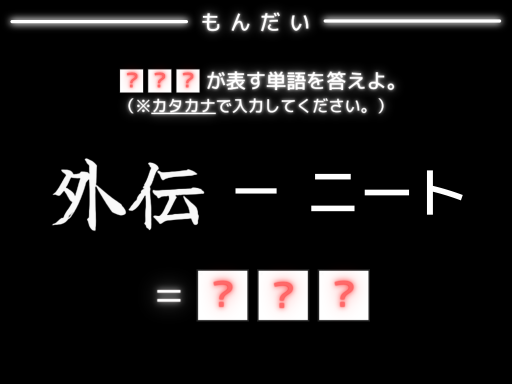 もんだい
???が表す単語を答えよ。
(※カタカナで入力してください。)
外伝 － ニート
= ? ? ?